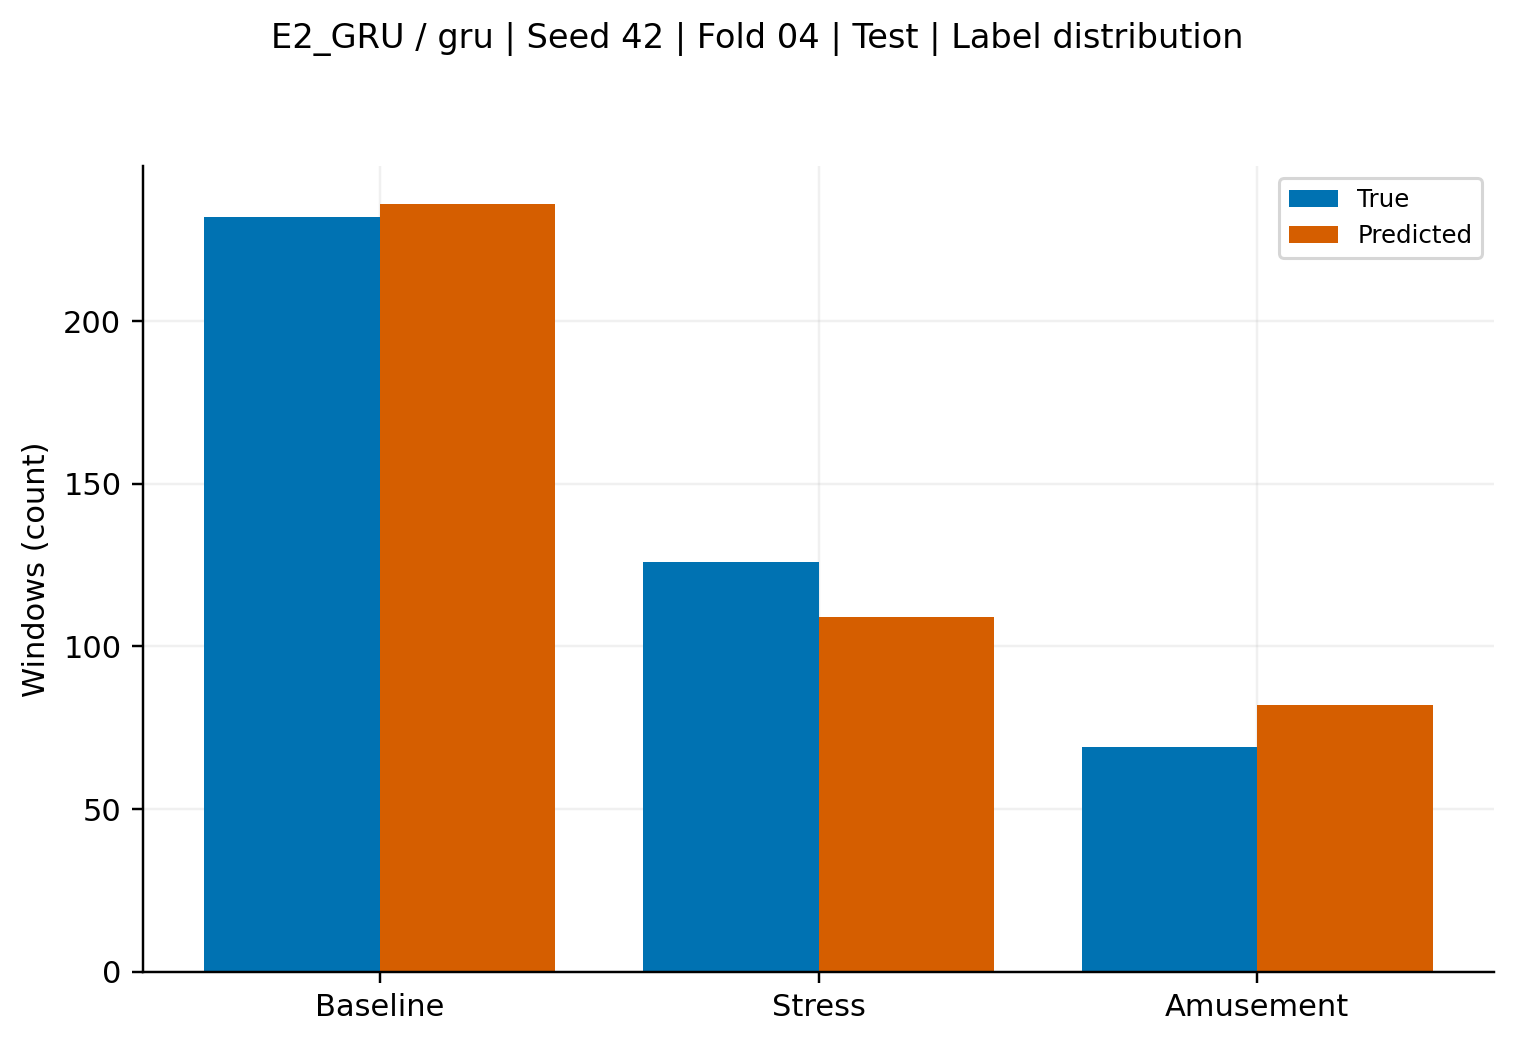 E2_GRU / gru | Seed 42 | Fold 04 | Test | Label distribution
True
Predicted
Windows (count)
200
150
100
50
0
Baseline
Stress
Amusement